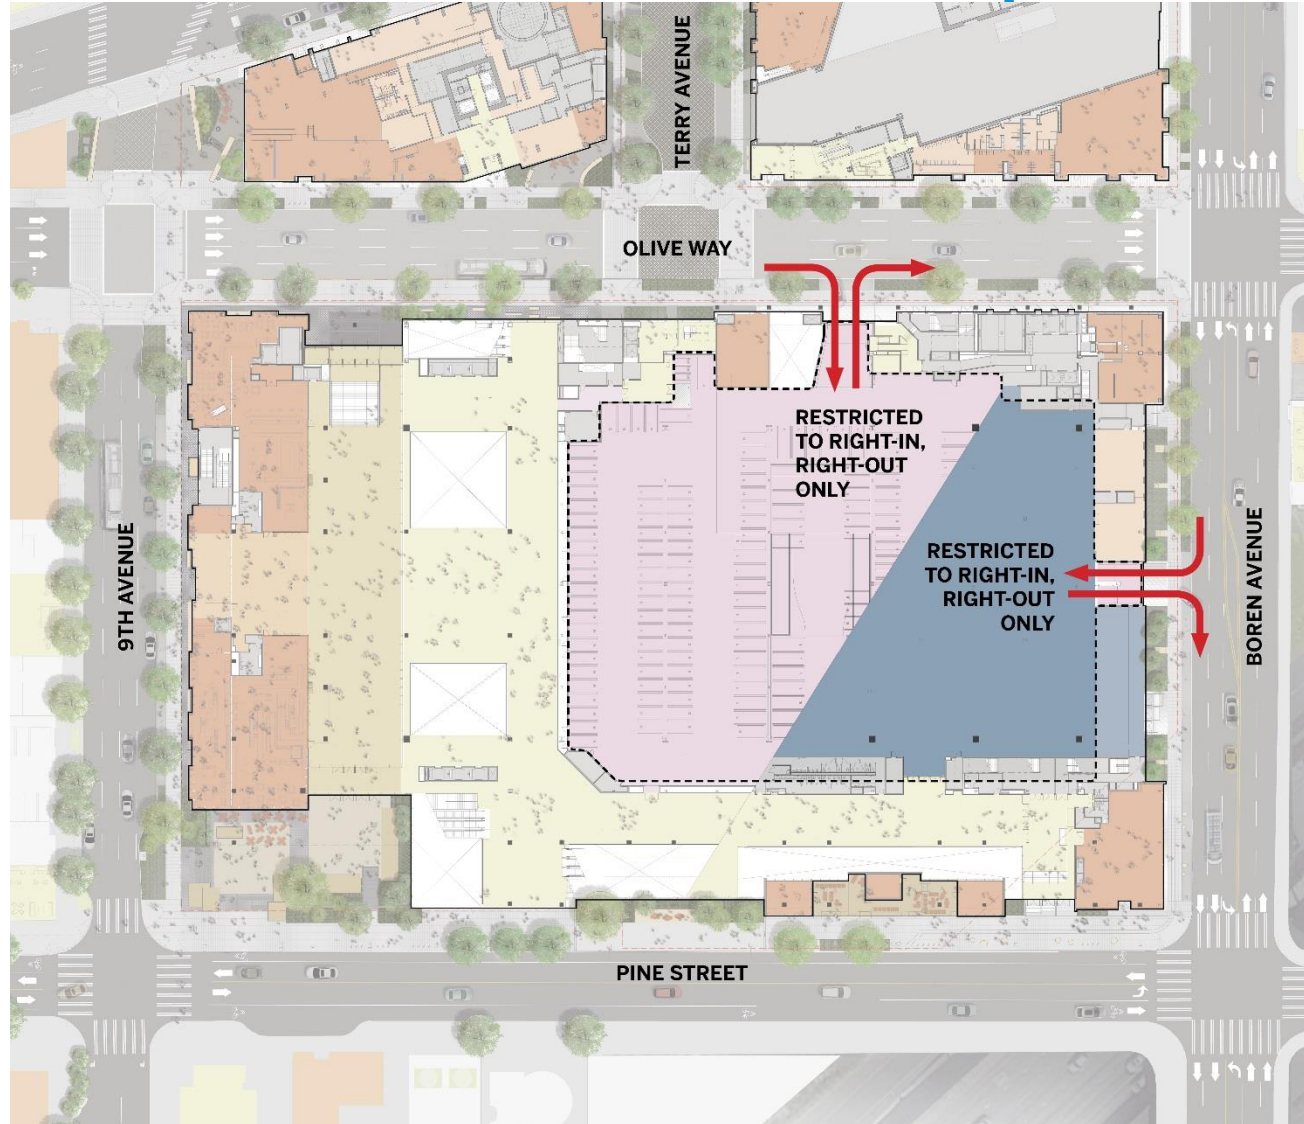 TERRY AVENUE
OLIVE WAY
RESTRICTED
TO RIGHT-IN,
RIGHT-OUT
ONLY
RESTRICTED
TO RIGHT-IN,
RIGHT-OUT
ONLY
9TH AVENUE
BOREN AVENUE
PINE STREET